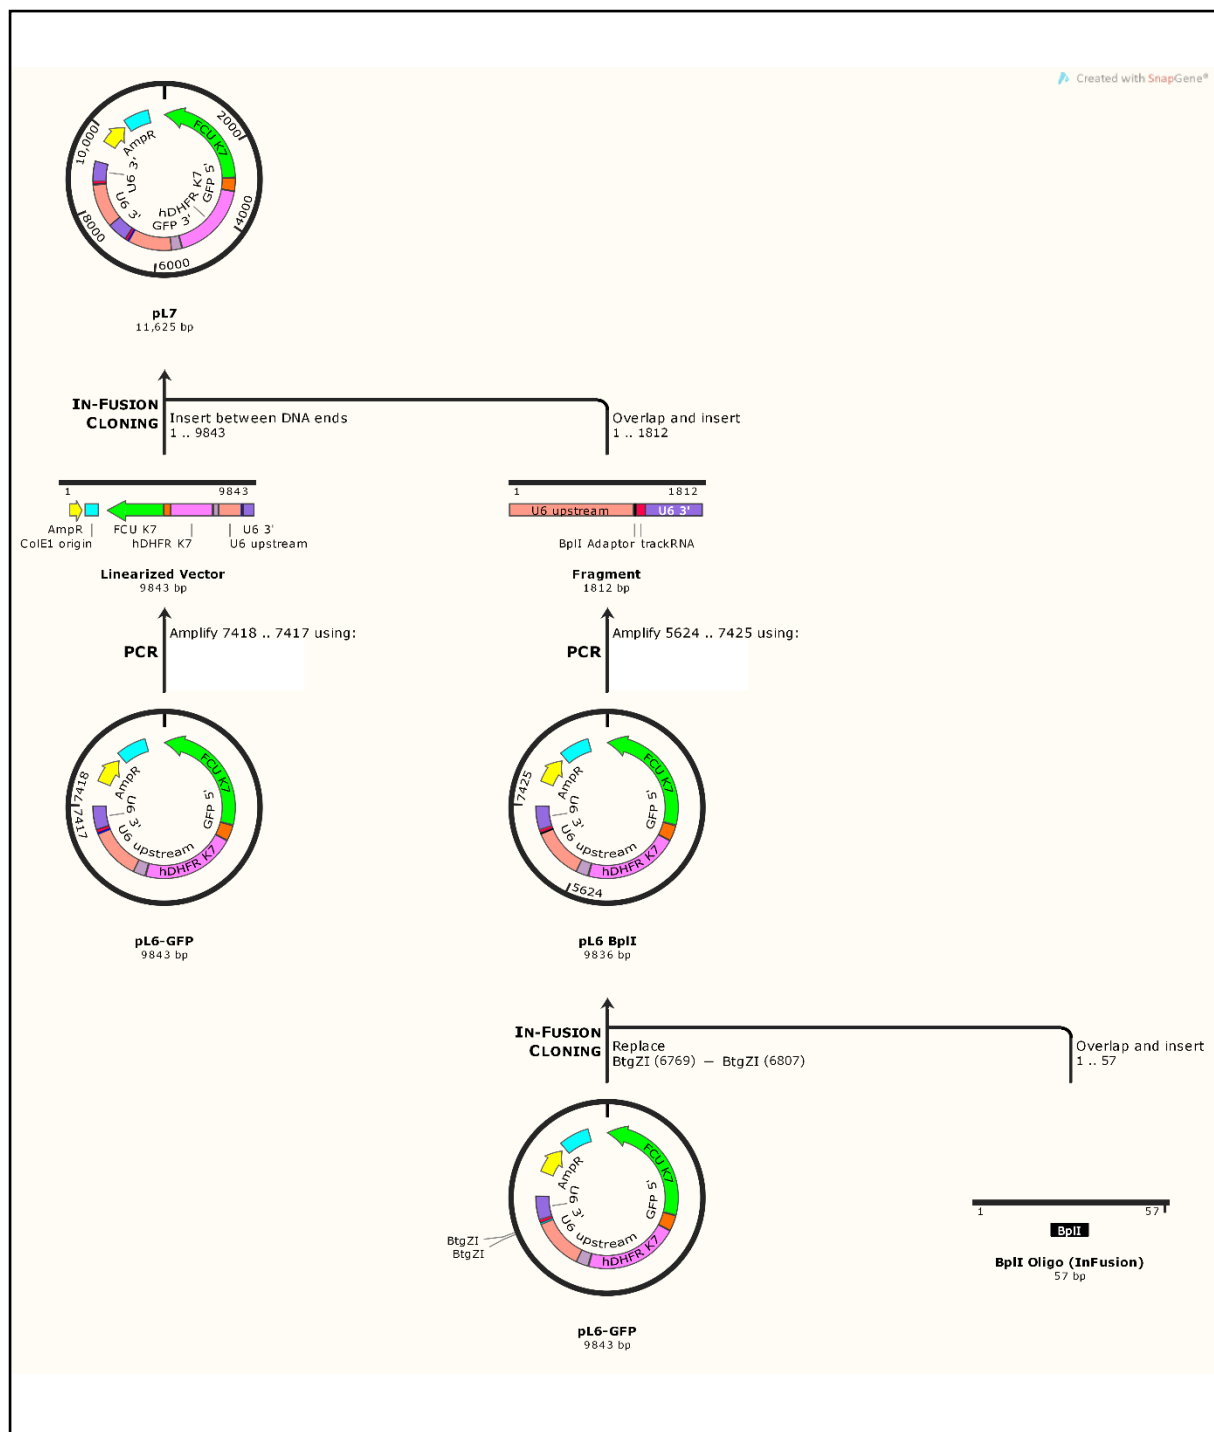 Created with SnapGene®
10,000
2000
4000
6000
8000
AmpR
FCU K7
GFP 5'
hDHFR K7
GFP 3'
U6 3'
U6 3'
pL7
11,625 bp
IN-FUSION
CLONING
Insert between DNA ends
1 .. 9843
Overlap and insert
1 .. 1812
1 9843
AmpR FCU K7 U6 3'
ColE1 origin hDHFR K7 U6 upstream
Linearized Vector
9843 bp
1 1812
U6 upstream U6 3'
BplI Adaptor trackRNA
Fragment
1812 bp
PCR
Amplify 7418 .. 7417 using:
PCR
Amplify 5624 .. 7425 using:
7418
7417
AmpR
FCU K7
GFP 5'
hDHFR K7
U6 upstream
U6 3'
pL6-GFP
9843 bp
7425
5624
AmpR
FCU K7
GFP 5'
hDHFR K7
U6 upstream
U6 3'
pL6 BplI
9836 bp
IN-FUSION
CLONING
Replace
BtgZI (6769) – BtgZI (6807)
Overlap and insert
1 .. 57
AmpR
FCU K7
GFP 5'
hDHFR K7
U6 upstream
U6 3'
BtgZI
BtgZI
pL6-GFP
9843 bp
1 57
BplI
BplI Oligo (InFusion)
57 bp